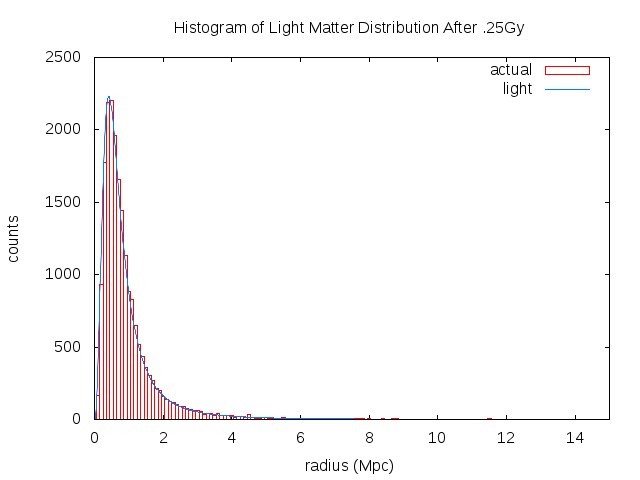 Histogram of Light Matter Distribution After .25Gy
2500
2000
1500
1000
500
0
counts
actual
light
0 2 4 6 8 10 12 14
radius (Mpc)